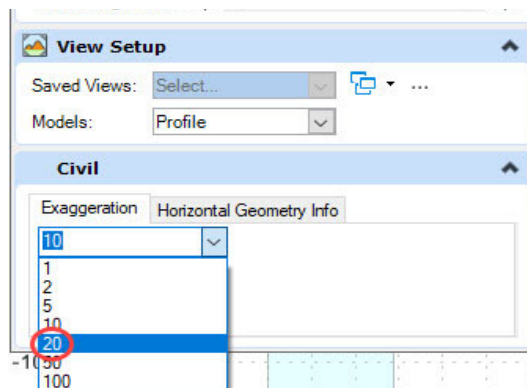 View Setup
Saved Views: Select... ...
Models: Profile
Civil
Exaggeration Horizontal Geometry Info
10
1
2
5
10
20
50
100